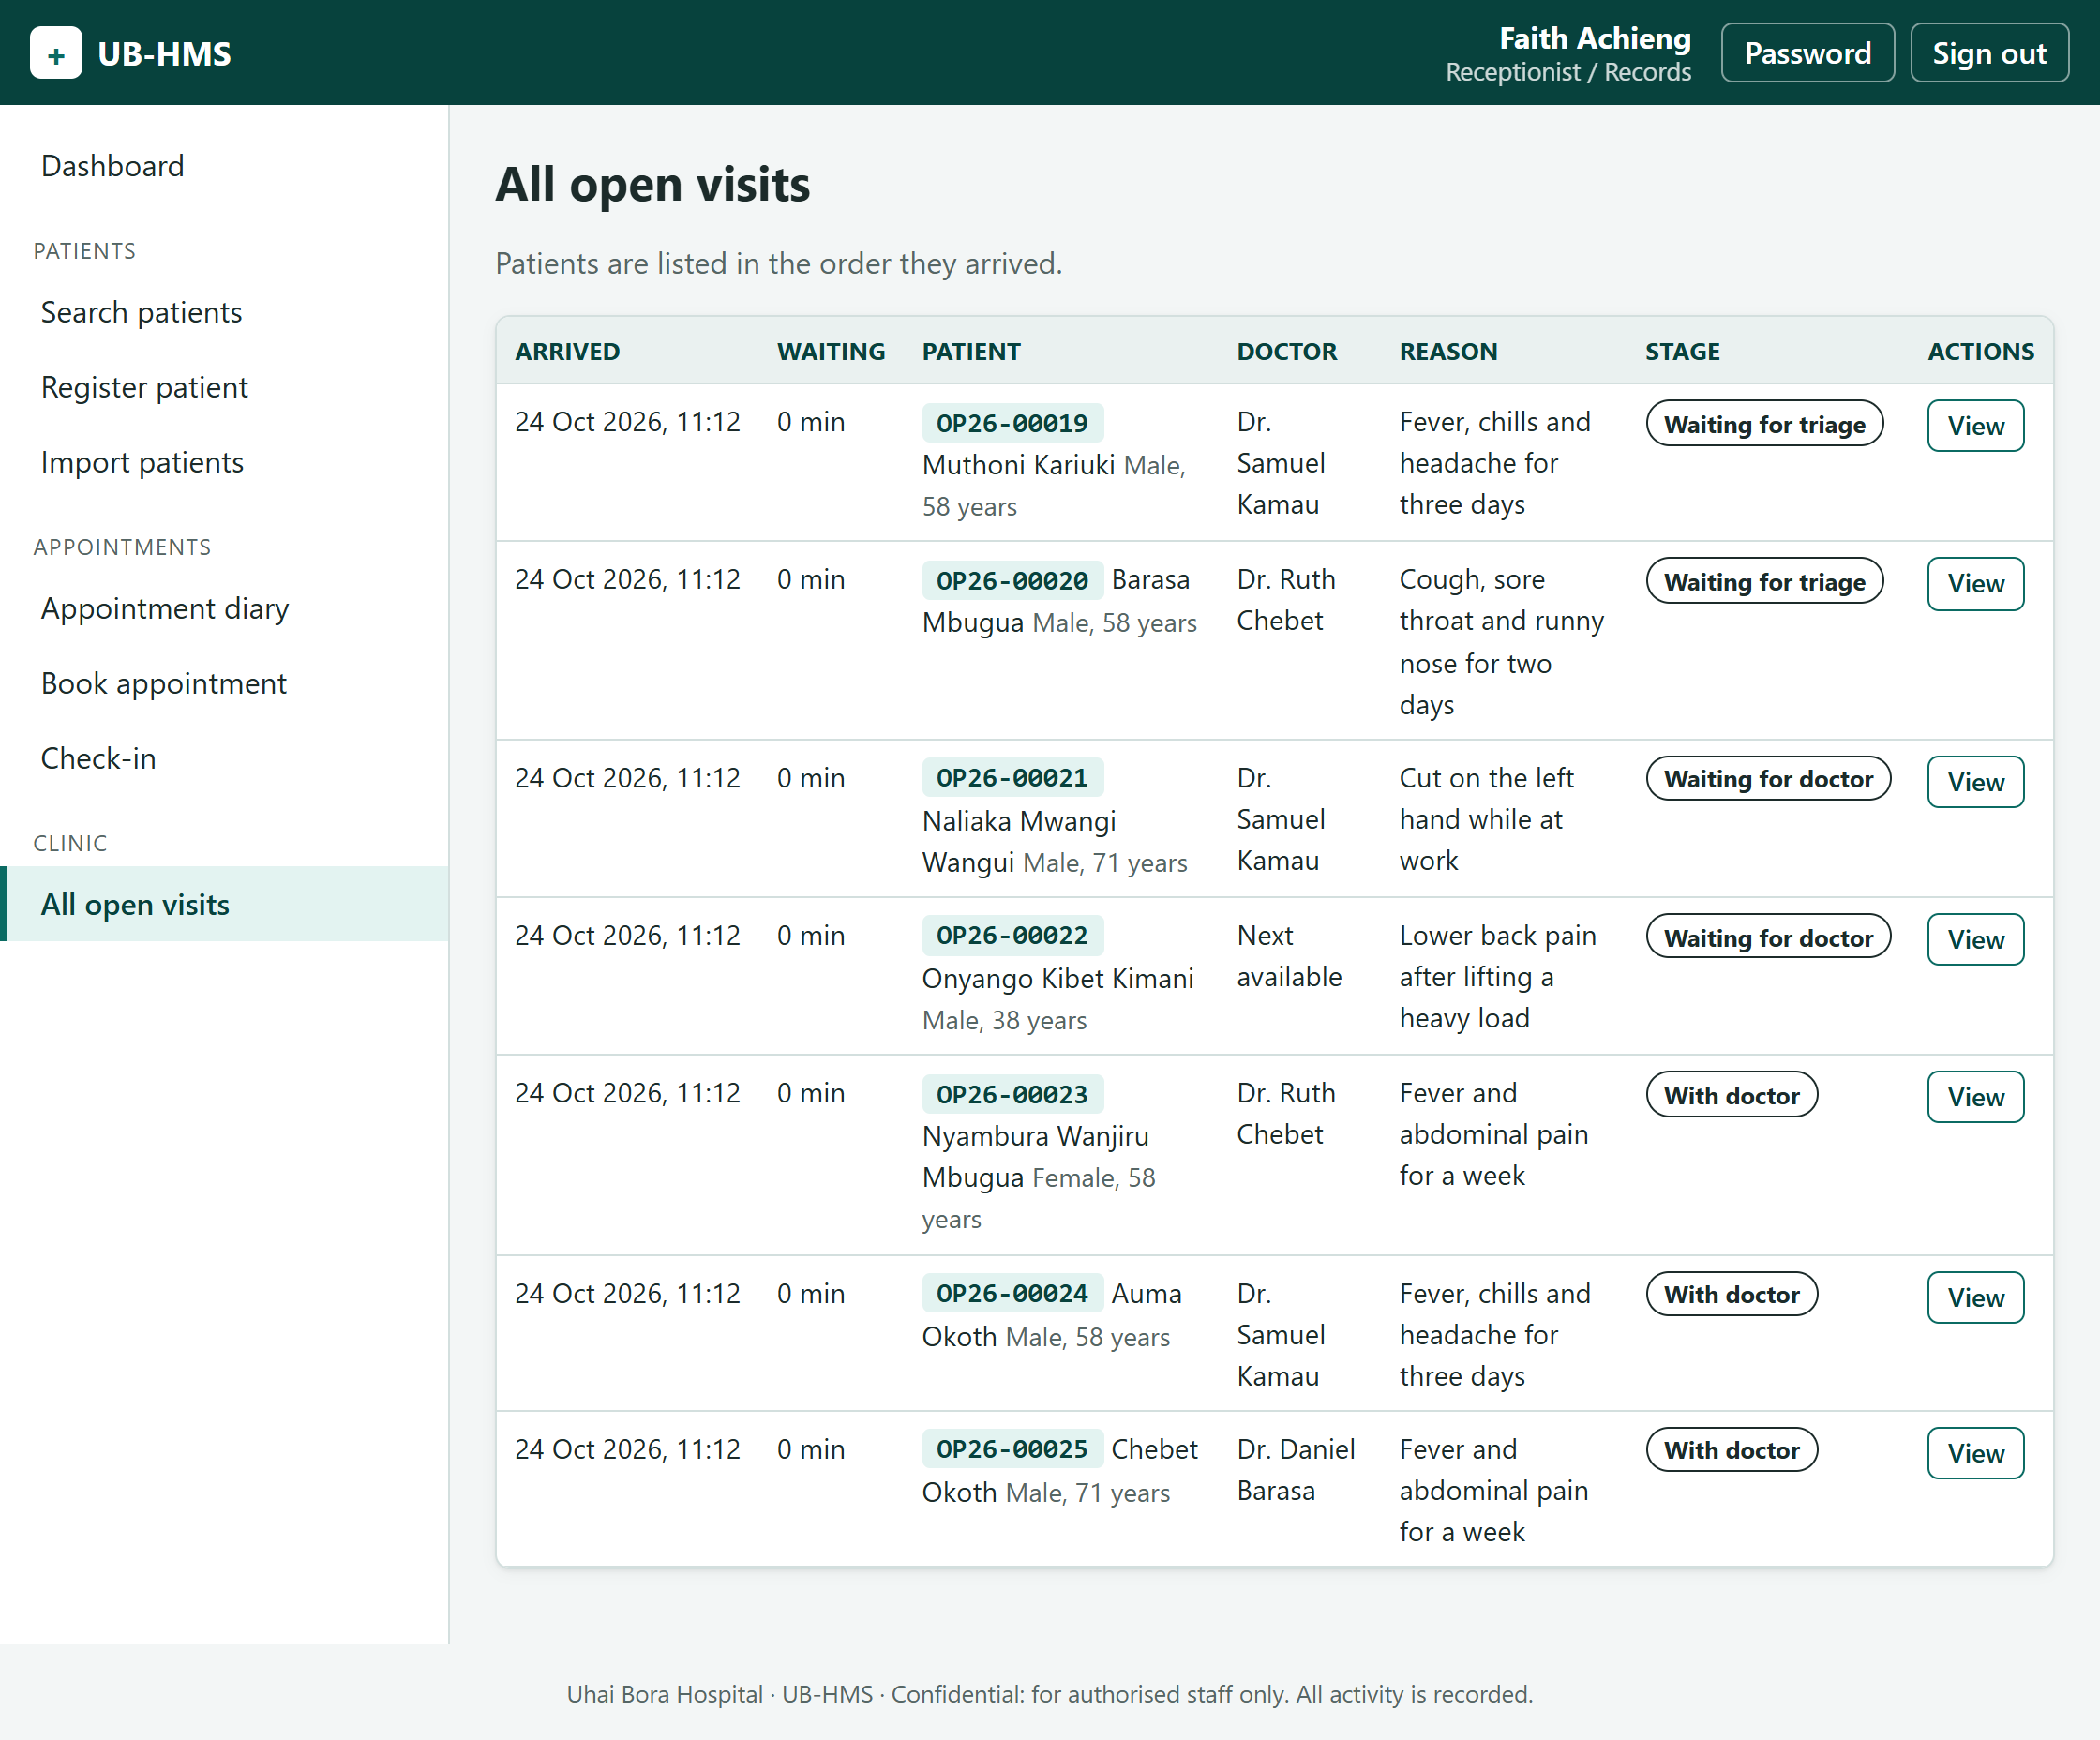 + UB-HMS
Faith Achieng
Receptionist / Records
Password
Sign out
Dashboard
PATIENTS
Search patients
Register patient
Import patients
APPOINTMENTS
Appointment diary
Book appointment
Check-in
CLINIC
All open visits
All open visits
Patients are listed in the order they arrived.
ARRIVED WAITING PATIENT DOCTOR REASON STAGE ACTIONS
24 Oct 2026, 11:12 0 min OP26-00019 Dr. Fever, chills and Waiting for triage View
Muthoni Kariuki Male, Samuel headache for
58 years Kamau three days
24 Oct 2026, 11:12 0 min OP26-00020 Barasa Dr. Ruth Cough, sore Waiting for triage View
Mbugua Male, 58 years Chebet throat and runny
nose for two
days
24 Oct 2026, 11:12 0 min OP26-00021 Dr. Cut on the left Waiting for doctor View
Naliaka Mwangi Samuel hand while at
Wangui Male, 71 years Kamau work
24 Oct 2026, 11:12 0 min OP26-00022 Next Lower back pain Waiting for doctor View
Onyango Kibet Kimani available after lifting a
Male, 38 years heavy load
24 Oct 2026, 11:12 0 min OP26-00023 Dr. Ruth Fever and With doctor View
Nyambura Wanjiru Chebet abdominal pain
Mbugua Female, 58 for a week
years
24 Oct 2026, 11:12 0 min OP26-00024 Auma Dr. Fever, chills and With doctor View
Okoth Male, 58 years Samuel headache for
Kamau three days
24 Oct 2026, 11:12 0 min OP26-00025 Chebet Dr. Daniel Fever and With doctor View
Okoth Male, 71 years Barasa abdominal pain
for a week
Uhai Bora Hospital · UB-HMS · Confidential: for authorised staff only. All activity is recorded.